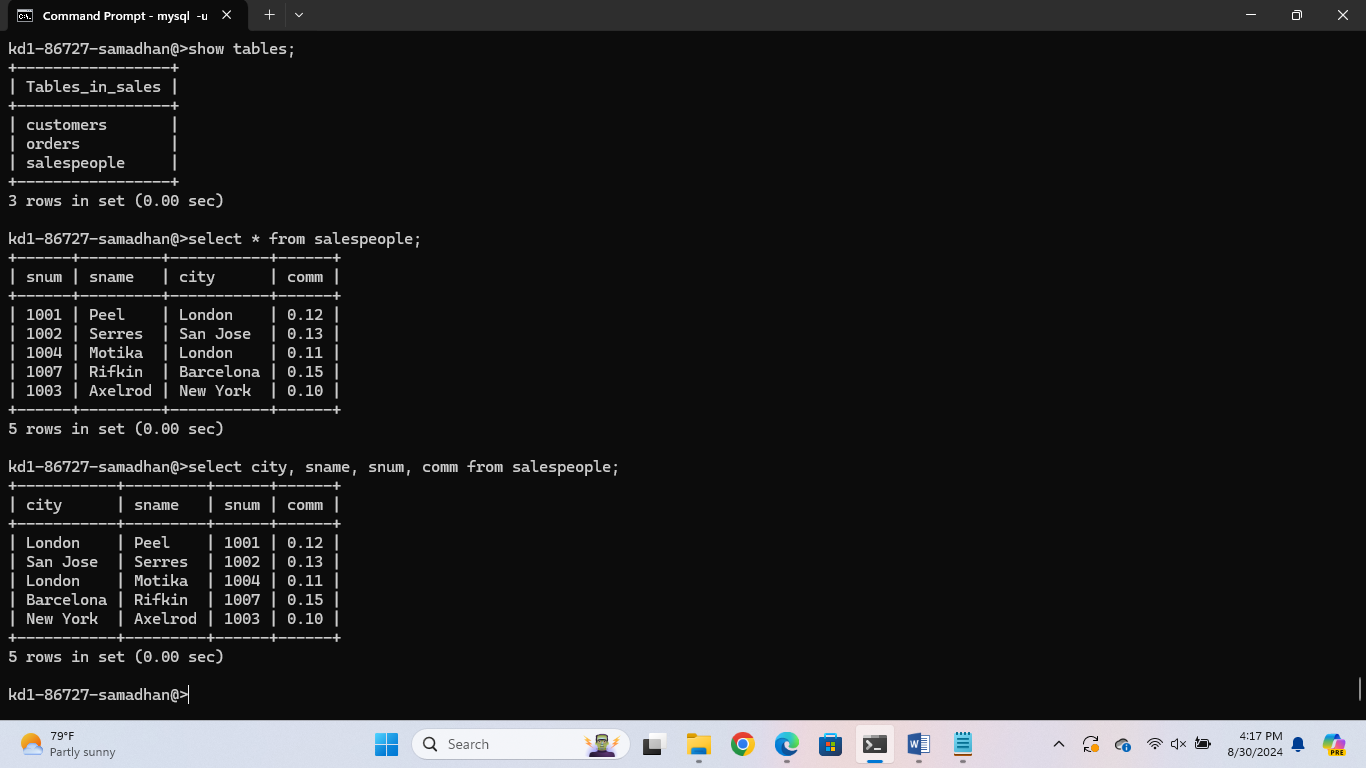 Command Prompt - mysql -u
kd1-86727-samadhan@>show tables;
+-----------------+
| Tables_in_sales |
+-----------------+
| customers       |
| orders          |
| salespeople     |
+-----------------+
3 rows in set (0.00 sec)
kd1-86727-samadhan@>select * from salespeople;
+------+---------+-----------+------+
| snum | sname   | city      | comm |
+------+---------+-----------+------+
| 1001 | Peel    | London    | 0.12 |
| 1002 | Serres  | San Jose  | 0.13 |
| 1004 | Motika  | London    | 0.11 |
| 1007 | Rifkin  | Barcelona | 0.15 |
| 1003 | Axelrod | New York  | 0.10 |
+------+---------+-----------+------+
5 rows in set (0.00 sec)
kd1-86727-samadhan@>select city, sname, snum, comm from salespeople;
+-----------+---------+------+------+
| city      | sname   | snum | comm |
+-----------+---------+------+------+
| London    | Peel    | 1001 | 0.12 |
| San Jose  | Serres  | 1002 | 0.13 |
| London    | Motika  | 1004 | 0.11 |
| Barcelona | Rifkin  | 1007 | 0.15 |
| New York  | Axelrod | 1003 | 0.10 |
+-----------+---------+------+------+
5 rows in set (0.00 sec)
kd1-86727-samadhan@>
79°F
Partly sunny
Search
4:17 PM
8/30/2024
PRE